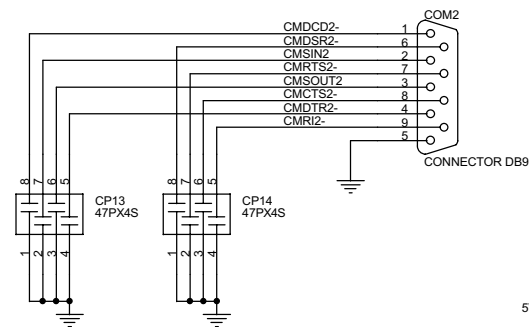 COM2
CMDCD2- 1
CMDSR2- 6
CMSIN2 2
CMRTS2- 7
CMSOUT2 3
CMCTS2- 8
CMDTR2- 4
CMRI2- 9
5
CONNECTOR DB9
8 7 6 5
CP13
47PX4S
1 2 3 4
8 7 6 5
CP14
47PX4S
1 2 3 4
5